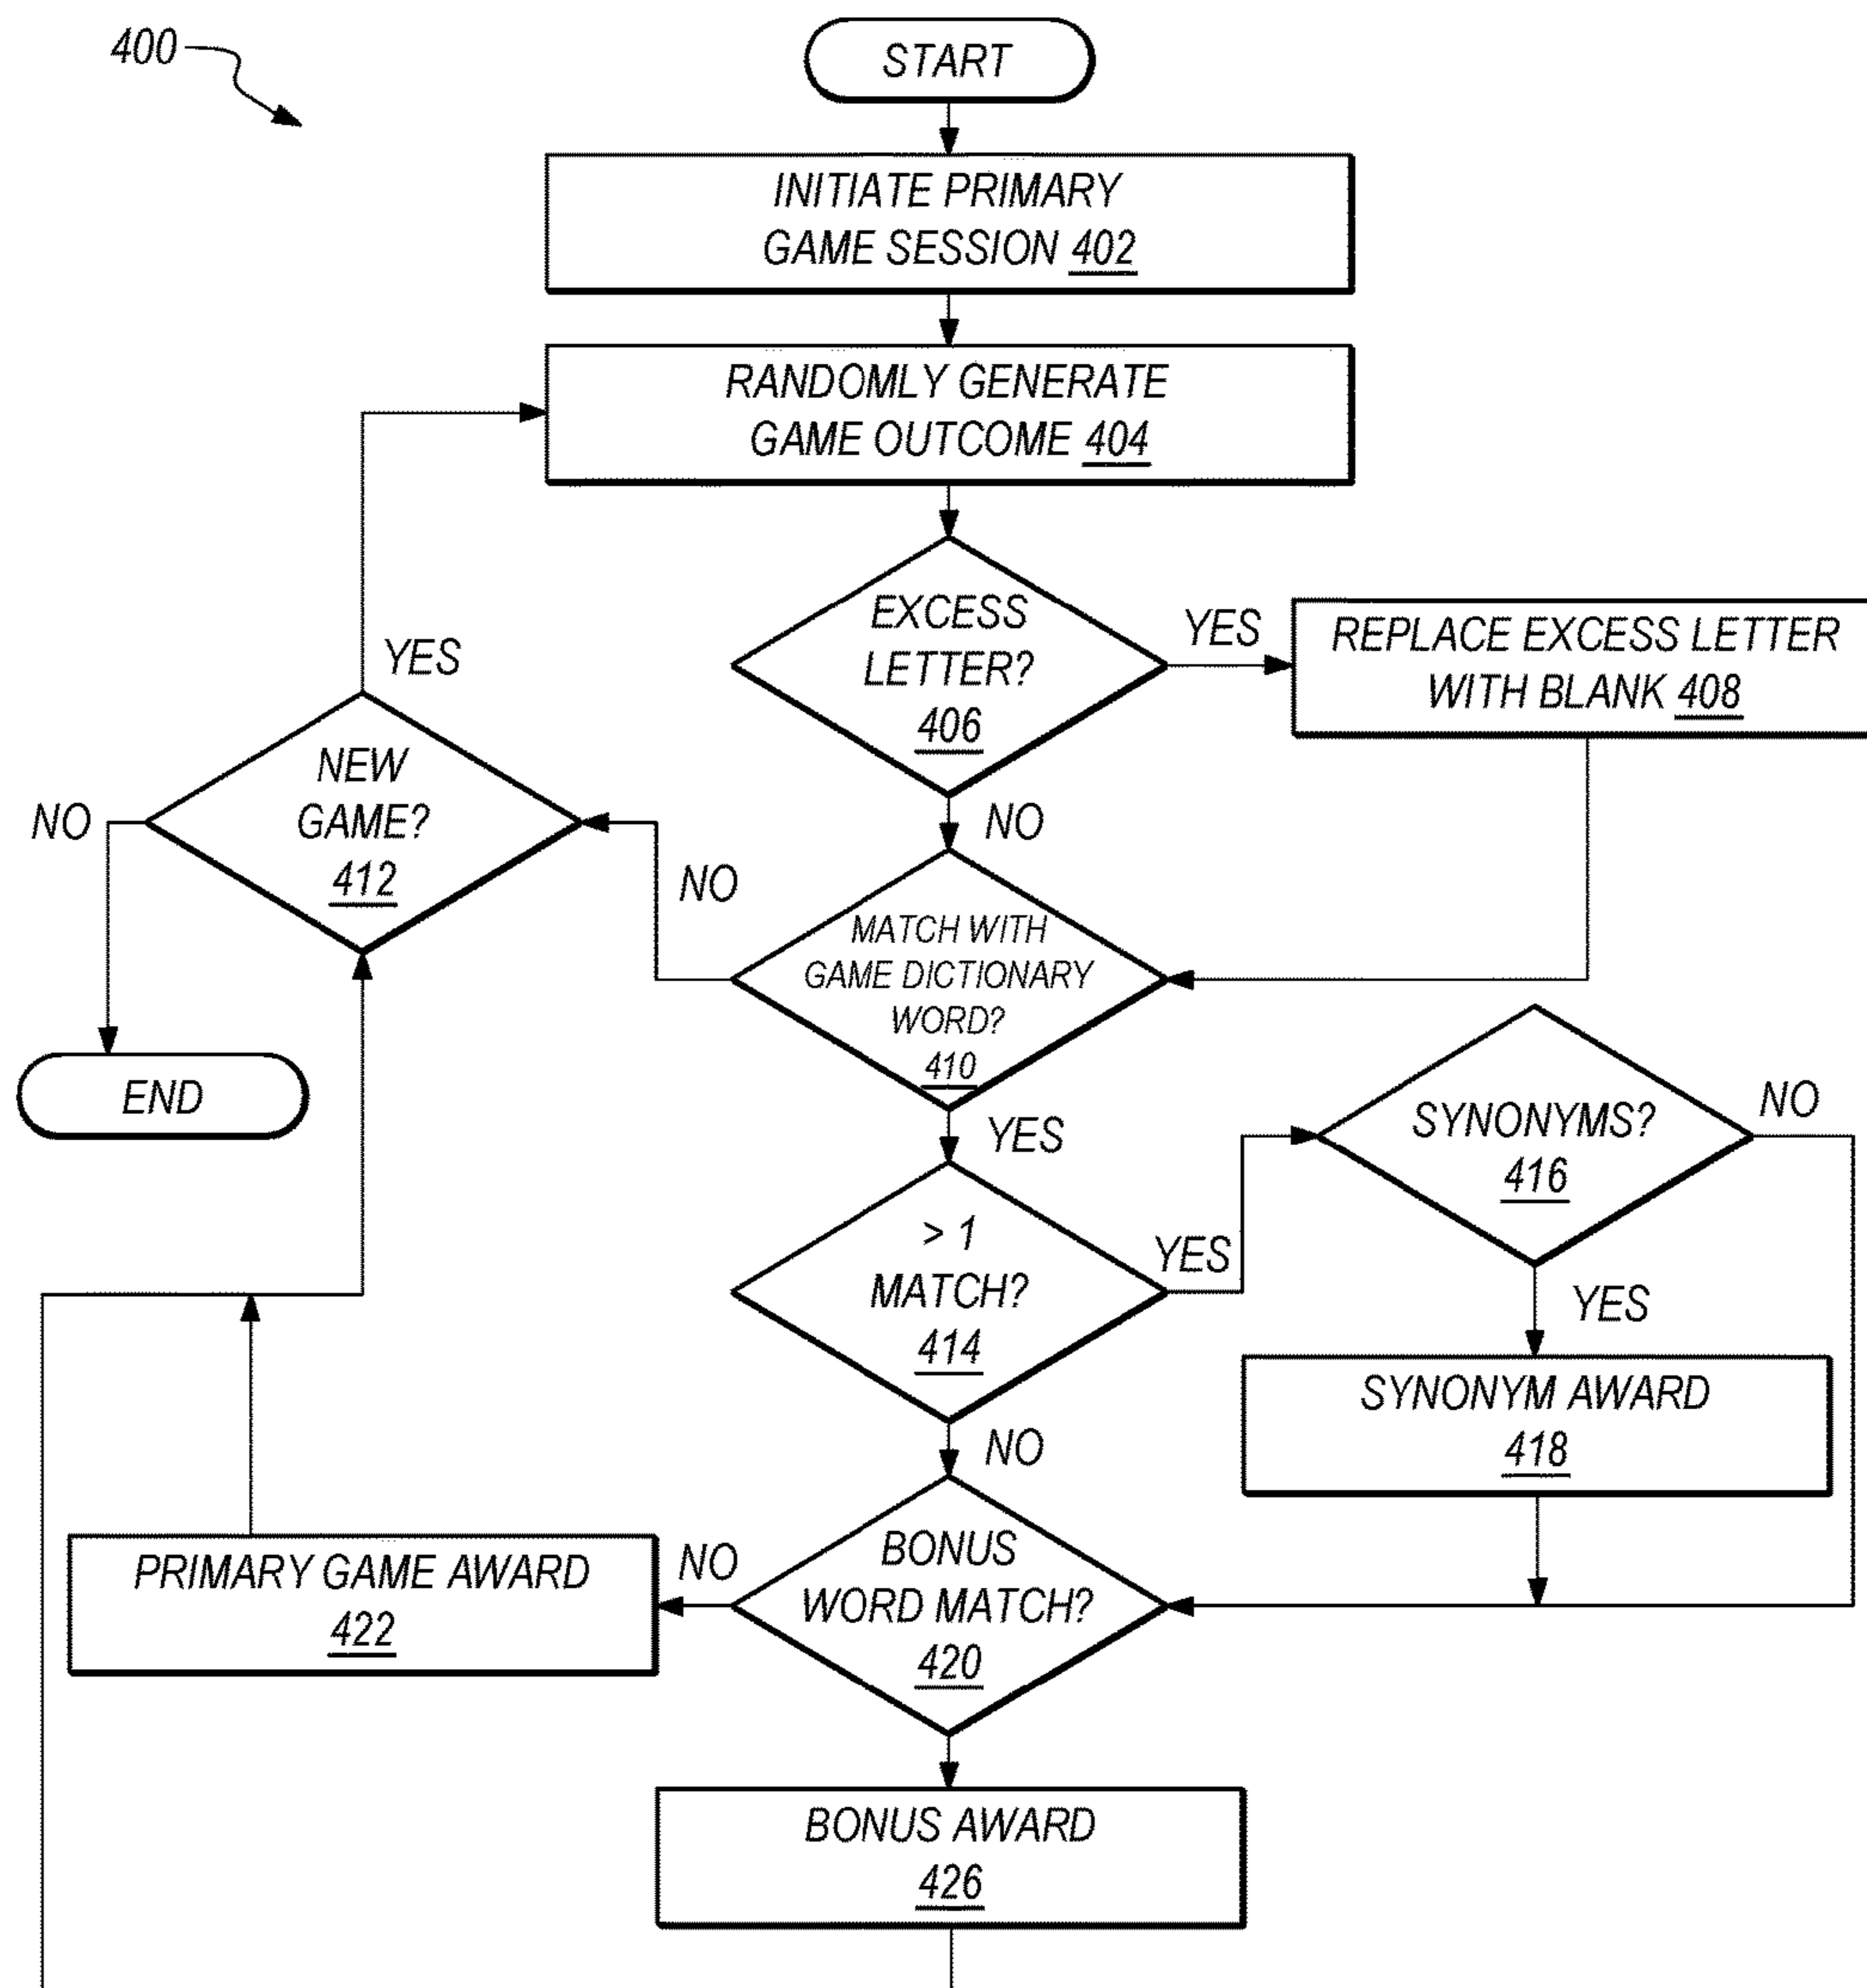 400
START
INITIATE PRIMARY
GAME SESSION 402
RANDOMLY GENERATE
GAME OUTCOME 404
EXCESS
LETTER?
406
YES
REPLACE EXCESS LETTER
WITH BLANK 408
NO
YES
NEW
GAME?
412
NO
NO
MATCH WITH
GAME DICTIONARY
WORD?
410
END
YES
SYNONYMS?
416
NO
> 1
MATCH?
414
YES
YES
SYNONYM AWARD
418
NO
BONUS
WORD MATCH?
420
NO
PRIMARY GAME AWARD
422
BONUS AWARD
426